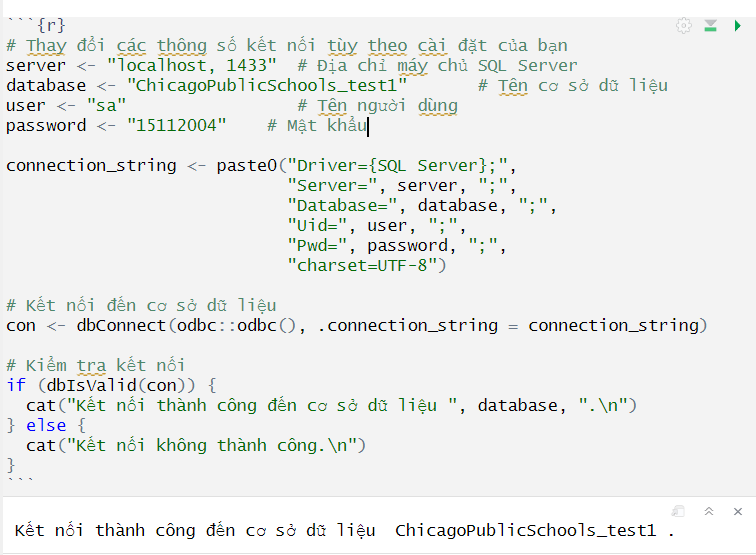 ```{r}
# Thay đổi các thông số kết nối tùy theo cài đặt của bạn
server <- "localhost, 1433"  # Địa chỉ máy chủ SQL Server
database <- "ChicagoPublicSchools_test1"       # Tên cơ sở dữ liệu
user <- "sa"                 # Tên người dùng
password <- "15112004"    # Mật khẩu
connection_string <- paste0("Driver={SQL Server};",
                            "Server=", server, ";",
                            "Database=", database, ";",
                            "Uid=", user, ";",
                            "Pwd=", password, ";",
                            "charset=UTF-8")
# Kết nối đến cơ sở dữ liệu
con <- dbConnect(odbc::odbc(), .connection_string = connection_string)
# Kiểm tra kết nối
if (dbIsValid(con)) {
  cat("Kết nối thành công đến cơ sở dữ liệu ", database, ".\n")
} else {
  cat("Kết nối không thành công.\n")
}
```
Kết nối thành công đến cơ sở dữ liệu  ChicagoPublicSchools_test1 .